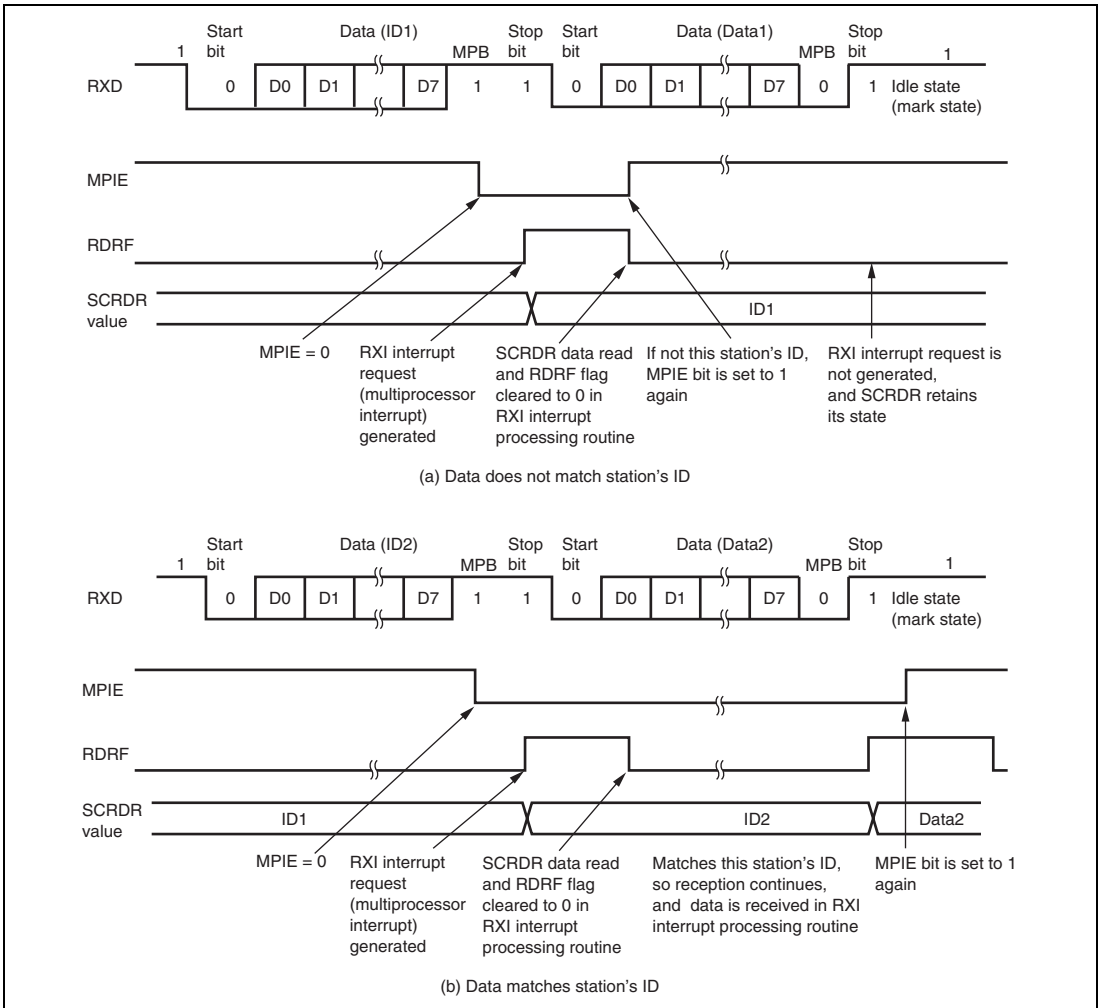 Start bit Data (ID1) Stop bit Start bit Data (Data1) Stop bit
1 MPB MPB 1
RXD 0 D0 D1 D7 1 1 0 D0 D1 D7 0 1 Idle state (mark state)
MPIE
RDRF
SCRDR value ID1
MPIE = 0
RXI interrupt
request
(multiprocessor
interrupt)
generated
SCRDR data read
and RDRF flag
cleared to 0 in
RXI interrupt
processing routine
If not this station's ID,
MPIE bit is set to 1
again
RXI interrupt request is
not generated,
and SCRDR retains
its state
(a) Data does not match station's ID
Start bit Data (ID2) Stop bit Start bit Data (Data2) Stop bit
1 MPB MPB 1
RXD 0 D0 D1 D7 1 1 0 D0 D1 D7 0 1 Idle state (mark state)
MPIE
RDRF
SCRDR value ID1 ID2 Data2
MPIE = 0
RXI interrupt
request
(multiprocessor
interrupt)
generated
SCRDR data read
and RDRF flag
cleared to 0 in
RXI interrupt
processing routine
Matches this station's ID,
so reception continues,
and data is received in RXI
interrupt processing routine
MPIE bit is set to 1
again
(b) Data matches station's ID